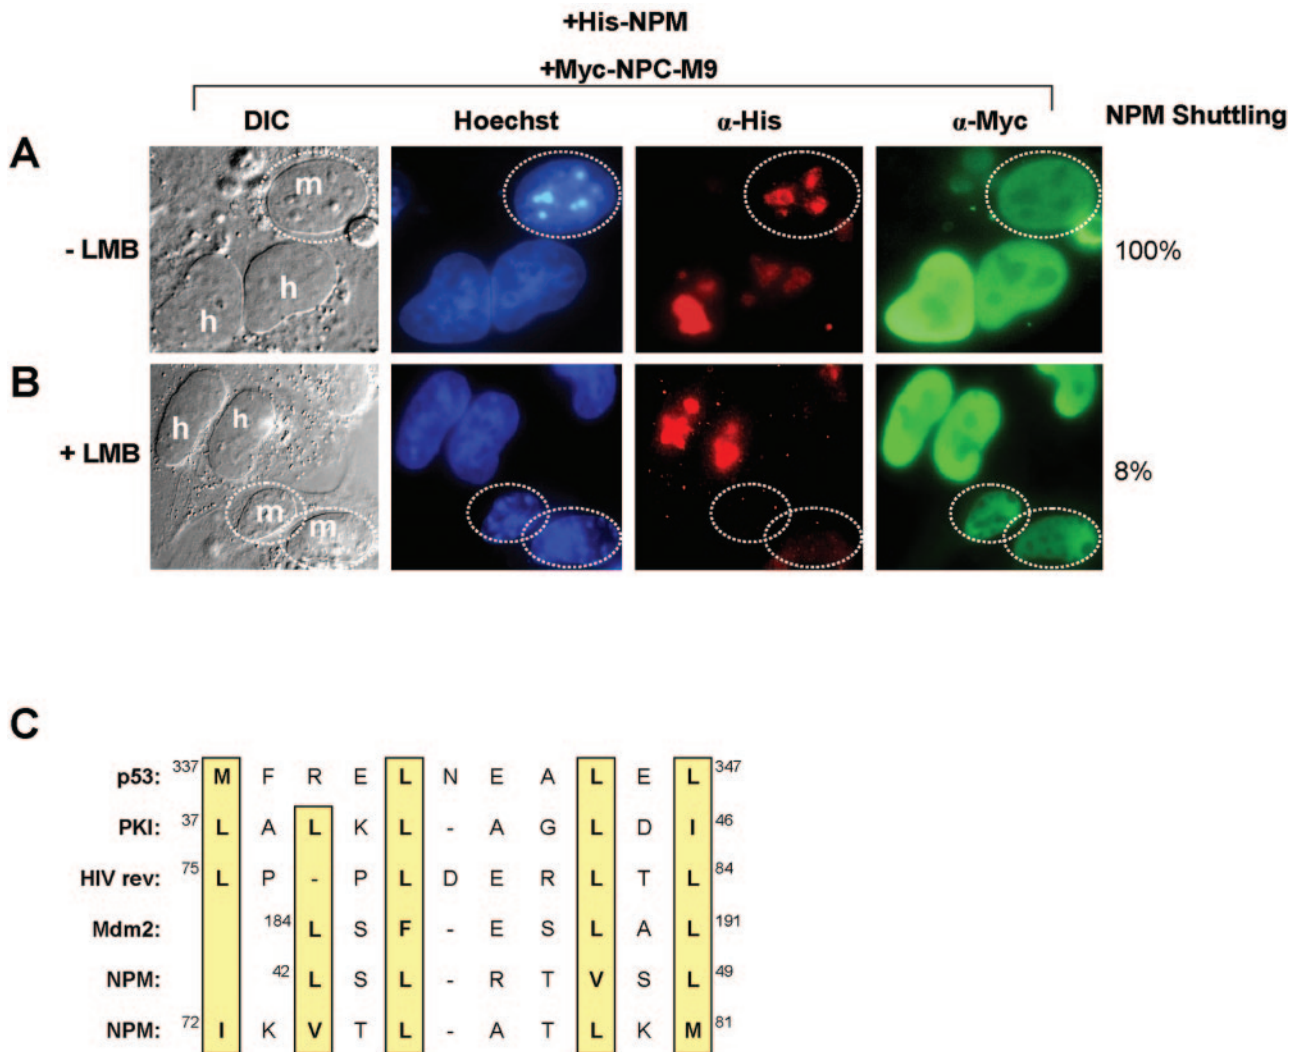 +His-NPM
+Myc-NPC-M9
DIC Hoechst α-His α-Myc NPM Shuttling
A
m
- LMB 100%
h
h
B
h h
+ LMB 8%
m m
C
p53: 337 M F R E L N E A L E L 347
PKI: 37 L A L K L - A G L D I 46
HIV rev: 75 L P - P L D E R L T L 84
Mdm2: 184 L S F - E S L A L 191
NPM: 42 L S L - R T V S L 49
NPM: 72 I K V T L - A T L K M 81